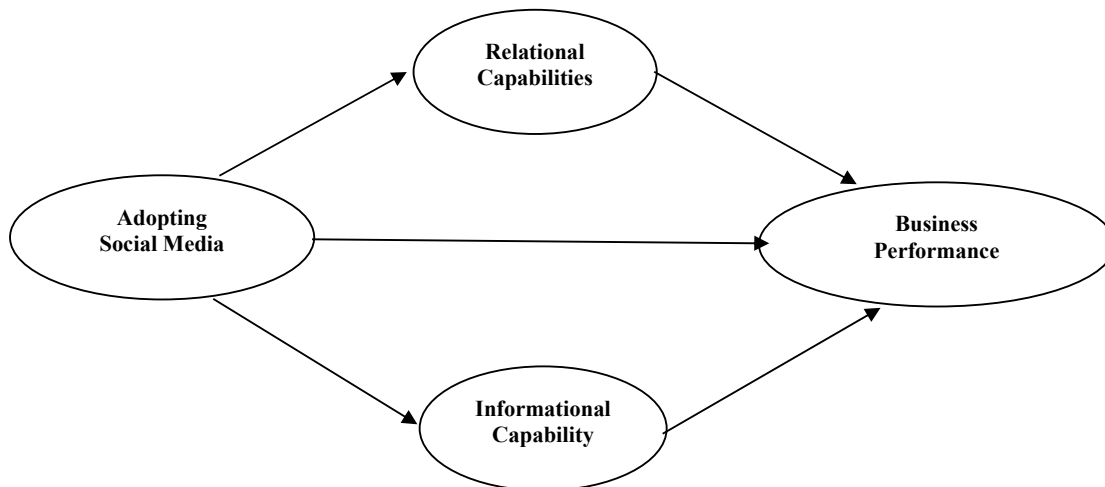 Relational
Capabilities
Adopting
Social Media
Business
Performance
Informational
Capability